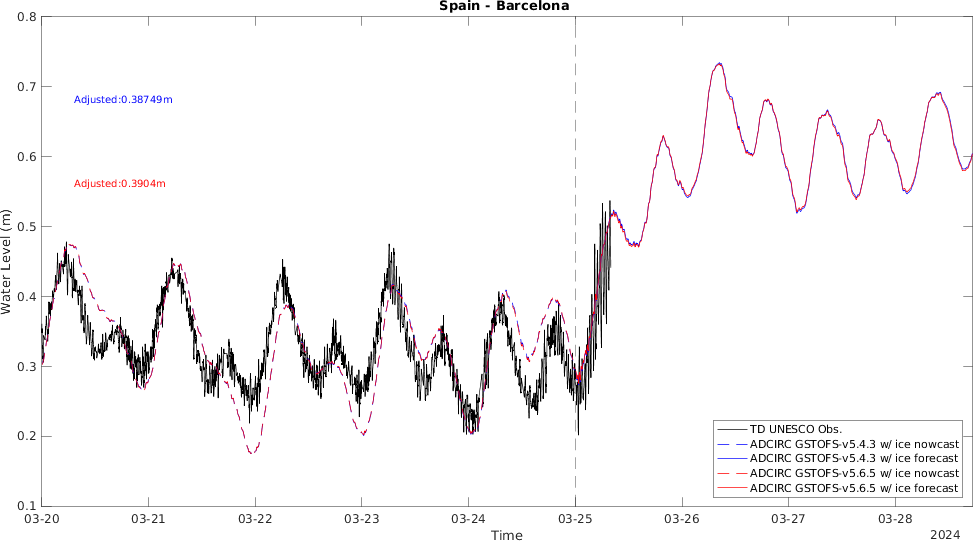 Spain - Barcelona
0.8
0.7
0.6
0.5
0.4
0.3
0.2
0.1
Water Level (m)
Adjusted:0.38749m
Adjusted:0.3904m
TD UNESCO Obs.
ADCIRC GSTOFS-v5.4.3 w/ ice nowcast
ADCIRC GSTOFS-v5.4.3 w/ ice forecast
ADCIRC GSTOFS-v5.6.5 w/ ice nowcast
ADCIRC GSTOFS-v5.6.5 w/ ice forecast
03-20 03-21 03-22 03-23 03-24 03-25 03-26 03-27 03-28
Time
2024